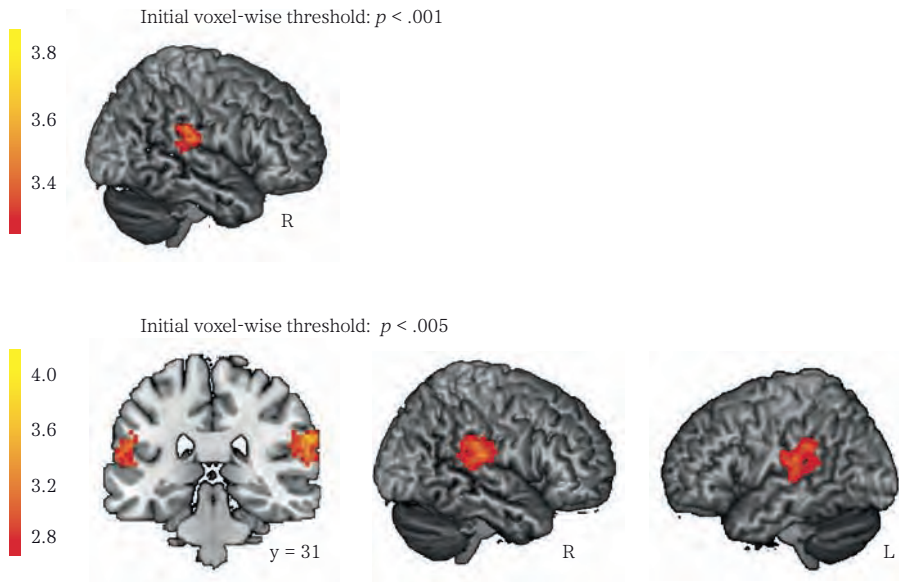 Initial voxel-wise threshold: p < .001
3.8
3.6
3.4
R
Initial voxel-wise threshold: p < .005
4.0
3.6
3.2
2.8
y = 31
R
L